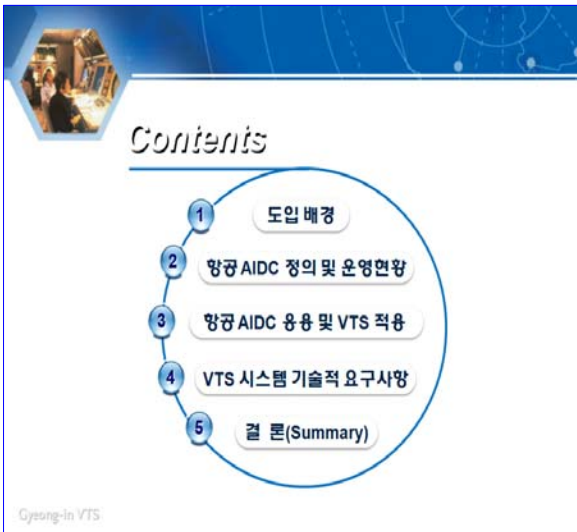 Contents
1 도입 배경
2 항공 AIDC 정의 및 운영현황
3 항공 AIDC 응용 및 VTS 적용
4 VTS 시스템 기술적 요구사항
5 결 론(Summary)
Gyeong-in VTS